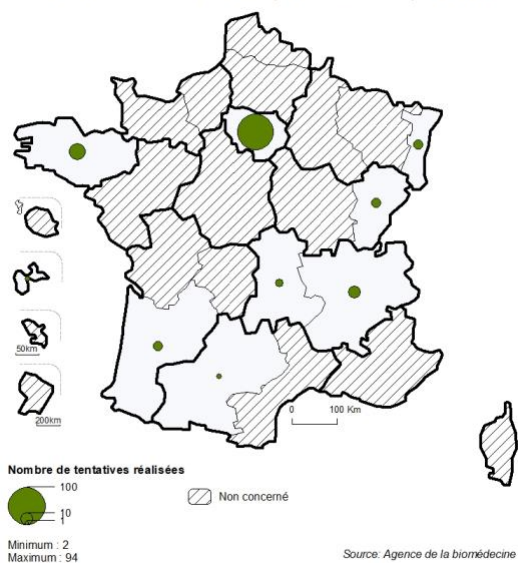 50km
200km
0 100 Km
Nombre de tentatives réalisées
100
10
1
Non concerné
Minimum : 2
Maximum : 94
Source: Agence de la biomédecine